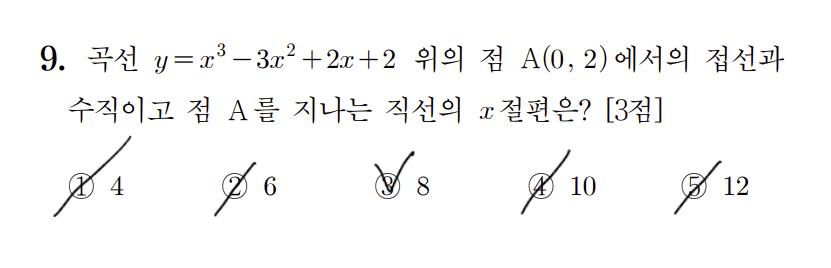 9. 곡선 y=x³-3x²+2x+2 위의 점 A(0, 2)에서의 접선과
수직이고 점 A를 지나는 직선의 x절편은? [3점]
① 4 ② 6 ③ 8 ④ 10 ⑤ 12